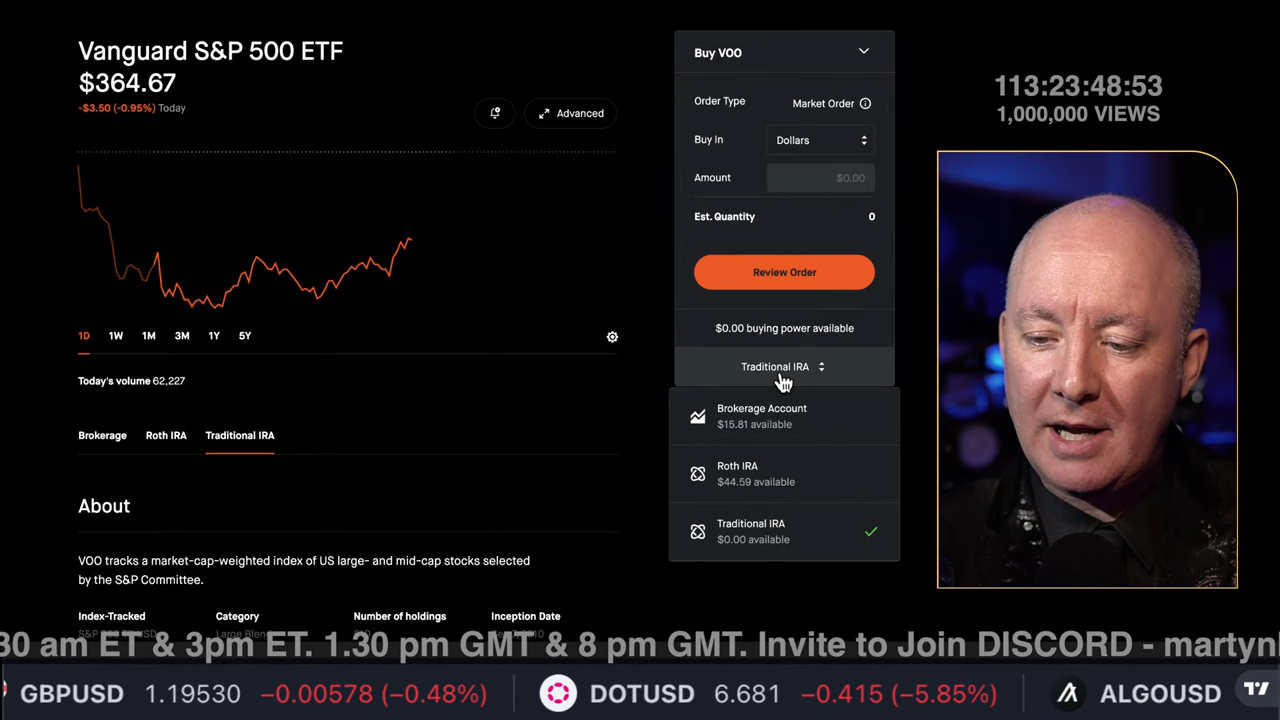 Vanguard S&P 500 ETF
$364.67
-$3.50 (-0.95%) Today
Advanced
1D 1W 1M 3M 1Y 5Y
Today's volume 62,227
Brokerage Roth IRA Traditional IRA
About
VOO tracks a market-cap-weighted index of US large- and mid-cap stocks selected
by the S&P Committee.
Index-Tracked Category Number of holdings Inception Date
Large Blend
Buy VOO
Order Type Market Order
Buy In Dollars
Amount $0.00
Est. Quantity 0
Review Order
$0.00 buying power available
Traditional IRA
Brokerage Account
$15.81 available
Roth IRA
$44.59 available
Traditional IRA
$0.00 available
113:23:48:53
1,000,000 VIEWS
30 am ET & 3pm ET. 1.30 pm GMT & 8 pm GMT. Invite to Join DISCORD - martyn
GBPUSD 1.19530 −0.00578 (−0.48%) DOTUSD 6.681 −0.415 (−5.85%) ALGOUSD